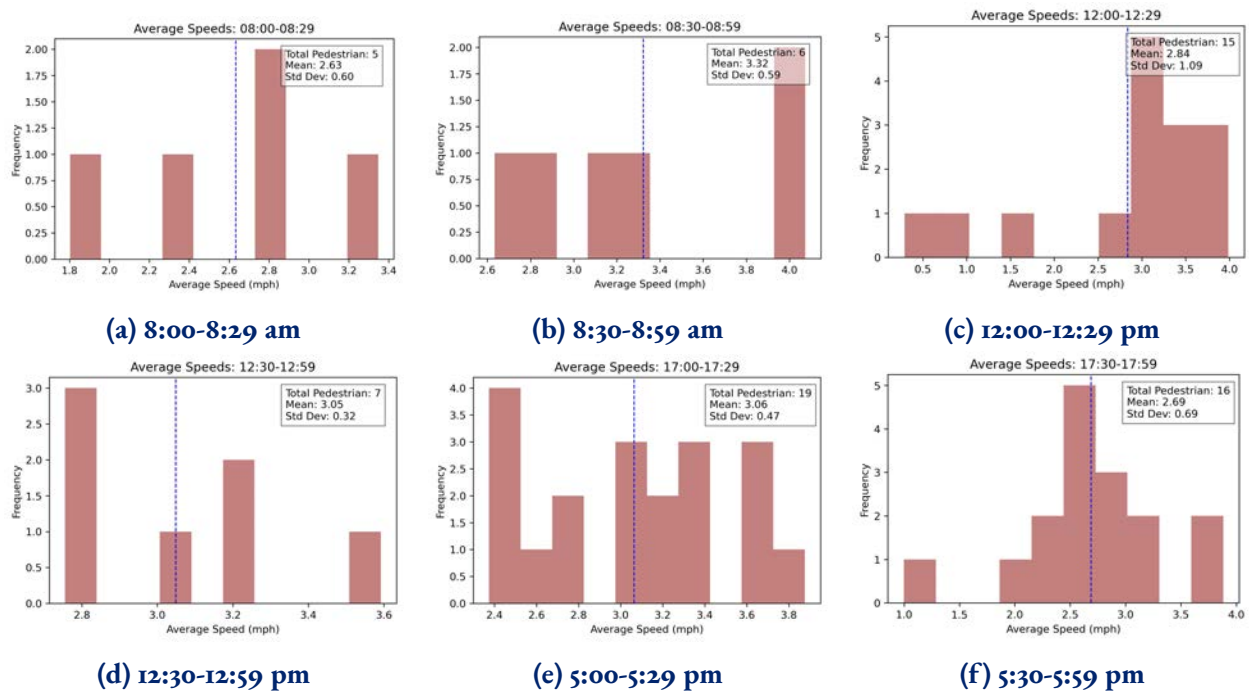 Average Speeds: 08:00-08:29
Total Pedestrian: 5
Mean: 2.63
Std Dev: 0.60
Frequency
2.00
1.75
1.50
1.25
1.00
0.75
0.50
0.25
0.00
1.8 2.0 2.2 2.4 2.6 2.8 3.0 3.2 3.4
Average Speed (mph)
(a) 8:00-8:29 am
Average Speeds: 08:30-08:59
Total Pedestrian: 6
Mean: 3.32
Std Dev: 0.59
Frequency
2.00
1.75
1.50
1.25
1.00
0.75
0.50
0.25
0.00
2.6 2.8 3.0 3.2 3.4 3.6 3.8 4.0
Average Speed (mph)
(b) 8:30-8:59 am
Average Speeds: 12:00-12:29
Total Pedestrian: 15
Mean: 2.84
Std Dev: 1.09
Frequency
5
4
3
2
1
0
0.5 1.0 1.5 2.0 2.5 3.0 3.5 4.0
Average Speed (mph)
(c) 12:00-12:29 pm
Average Speeds: 12:30-12:59
Total Pedestrian: 7
Mean: 3.05
Std Dev: 0.32
Frequency
3.0
2.5
2.0
1.5
1.0
0.5
0.0
2.8 3.0 3.2 3.4 3.6
Average Speed (mph)
(d) 12:30-12:59 pm
Average Speeds: 17:00-17:29
Total Pedestrian: 19
Mean: 3.06
Std Dev: 0.47
Frequency
4.0
3.5
3.0
2.5
2.0
1.5
1.0
0.5
0.0
2.4 2.6 2.8 3.0 3.2 3.4 3.6 3.8
Average Speed (mph)
(e) 5:00-5:29 pm
Average Speeds: 17:30-17:59
Total Pedestrian: 16
Mean: 2.69
Std Dev: 0.69
Frequency
5
4
3
2
1
0
1.0 1.5 2.0 2.5 3.0 3.5 4.0
Average Speed (mph)
(f) 5:30-5:59 pm